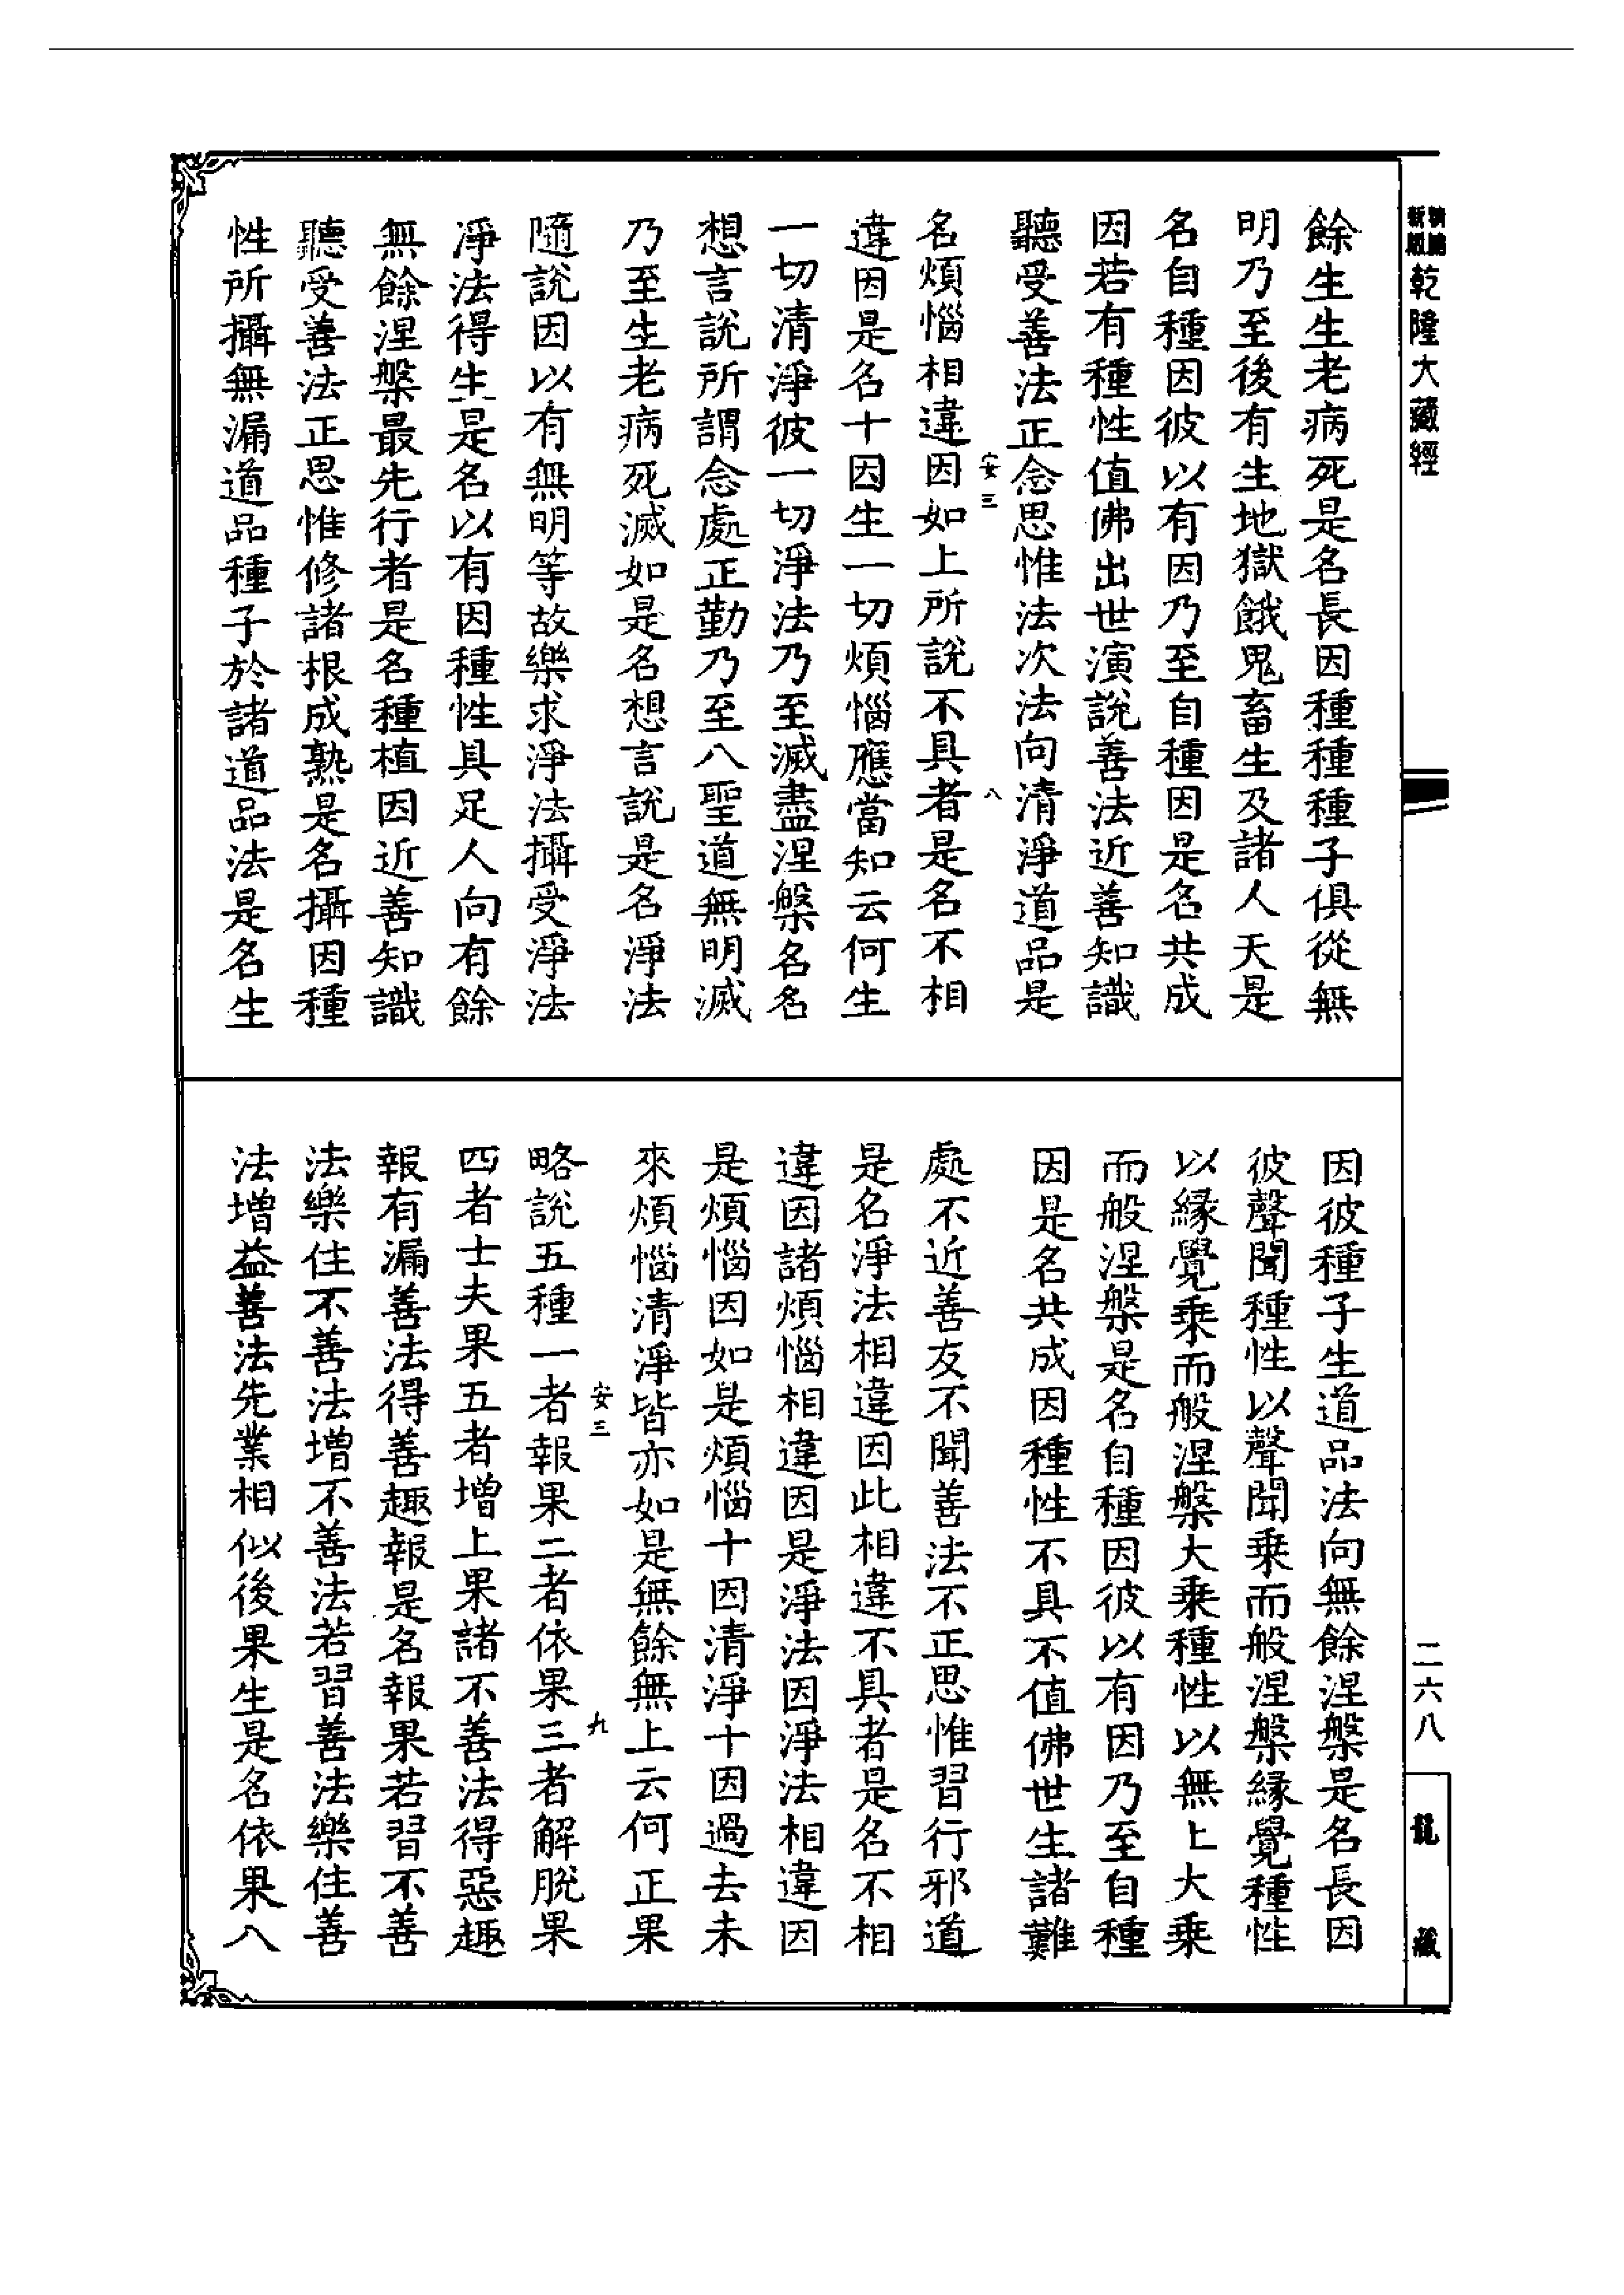 新編
新縮
乾隆大藏經
餘生生老病死是名長因種種種子俱從無
明乃至後有生地獄餓鬼畜生及諸人天是
名自種因彼以有因乃至自種因是名共成
因若有種性值佛出世演說善法近善知識
聽受善法正念思惟法次法向清淨道品是
安三
八
名煩惱相違因如上所說不具者是名不相
違因是名十因生一切煩惱應當知云何生
一切清淨彼一切淨法乃至滅盡涅槃名名
想言說所謂念處正勤乃至八聖道無明滅
乃至生老病死滅如是名想言說是名淨法
隨說因以有無明等故樂求淨法攝受淨法
淨法得生是名以有因種性具足人向有餘
無餘涅槃最先行者是名種植因近善知識
聽受善法正思惟修諸根成熟是名攝因種
性所攝無漏道品種子於諸道品法是名生
因彼種子生道品法向無餘涅槃是名長因
彼聲聞種性以聲聞乘而般涅槃緣覺種性
以緣覺乘而般涅槃大乘種性以無上大乘
而般涅槃是名自種因彼以有因乃至自種
因是名共成因種性不具不值佛世生諸難
處不近善友不聞善法不正思惟習行邪道
是名淨法相違因此相違不具者是名不相
違因諸煩惱相違因是淨法因淨法相違因
是煩惱因如是煩惱十因清淨十因過去未
來煩惱清淨皆亦如是無餘無上云何正果
安三
九
略說五種一者報果二者依果三者解脫果
四者士夫果五者增上果諸不善法得惡趣
報有漏善法得善趣報是名報果若習不善
法樂住不善法增不善法若習善法樂住善
法增益善法先業相似後果生是名依果八
二六八
龍藏